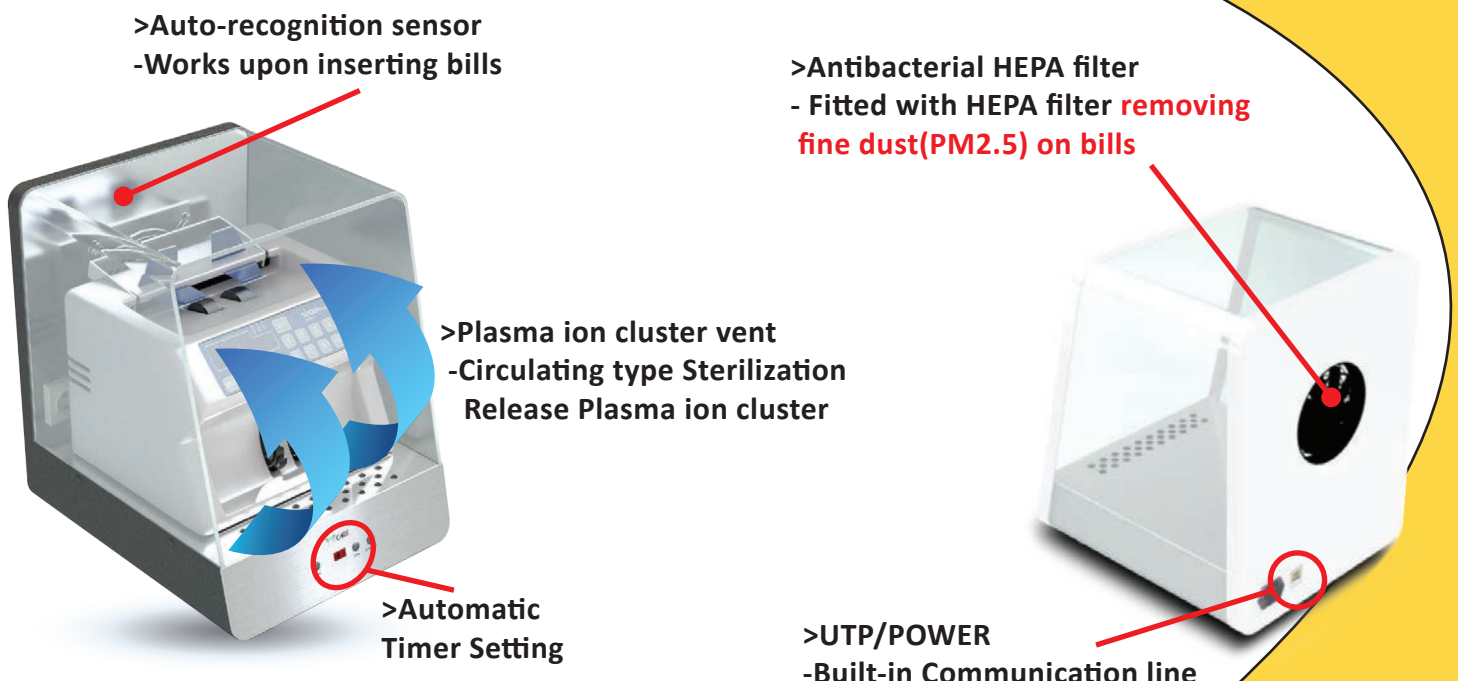 >Auto-recognition sensor
-Works upon inserting bills
>Antibacterial HEPA filter
- Fitted with HEPA filter removing
fine dust(PM2.5) on bills
>Plasma ion cluster vent
-Circulating type Sterilization
Release Plasma ion cluster
>Automatic
Timer Setting
>UTP/POWER
-Built-in Communication line